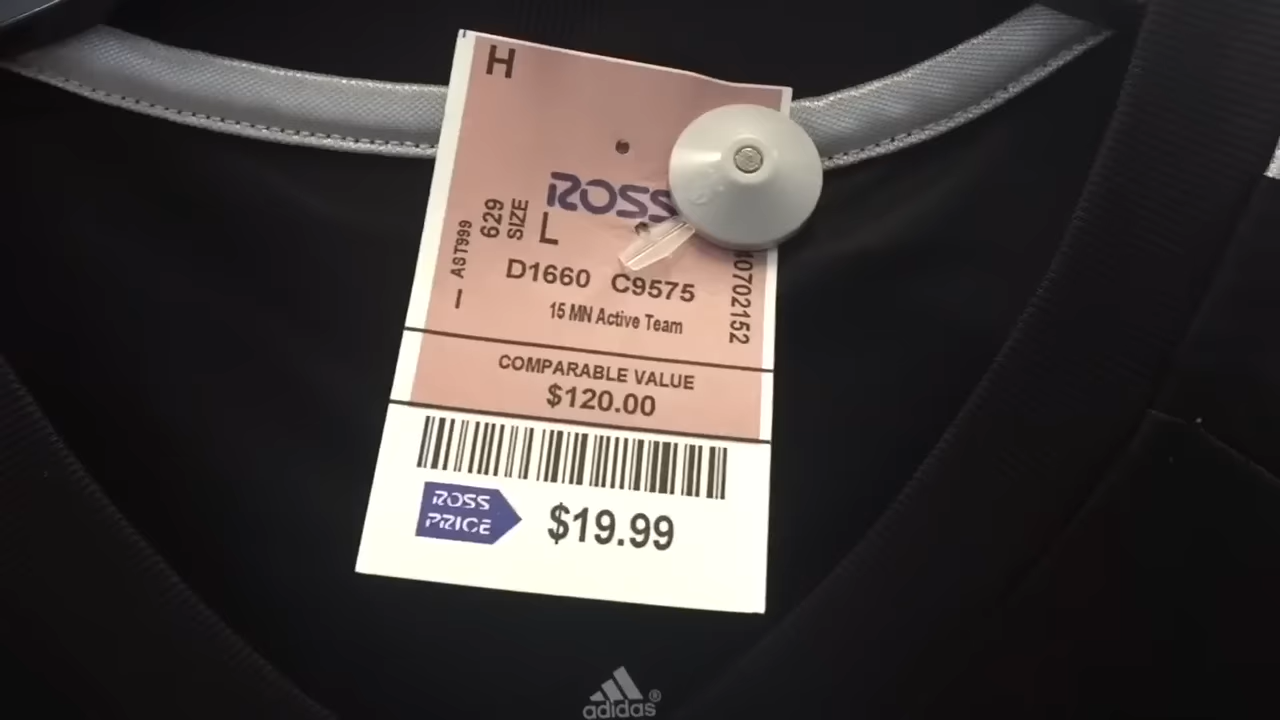 H
ROSS
AST999
I
629
SIZE
L
D1660 C9575
15 MN Active Team
COMPARABLE VALUE
$120.00
ROSS
PRICE
$19.99
adidas®